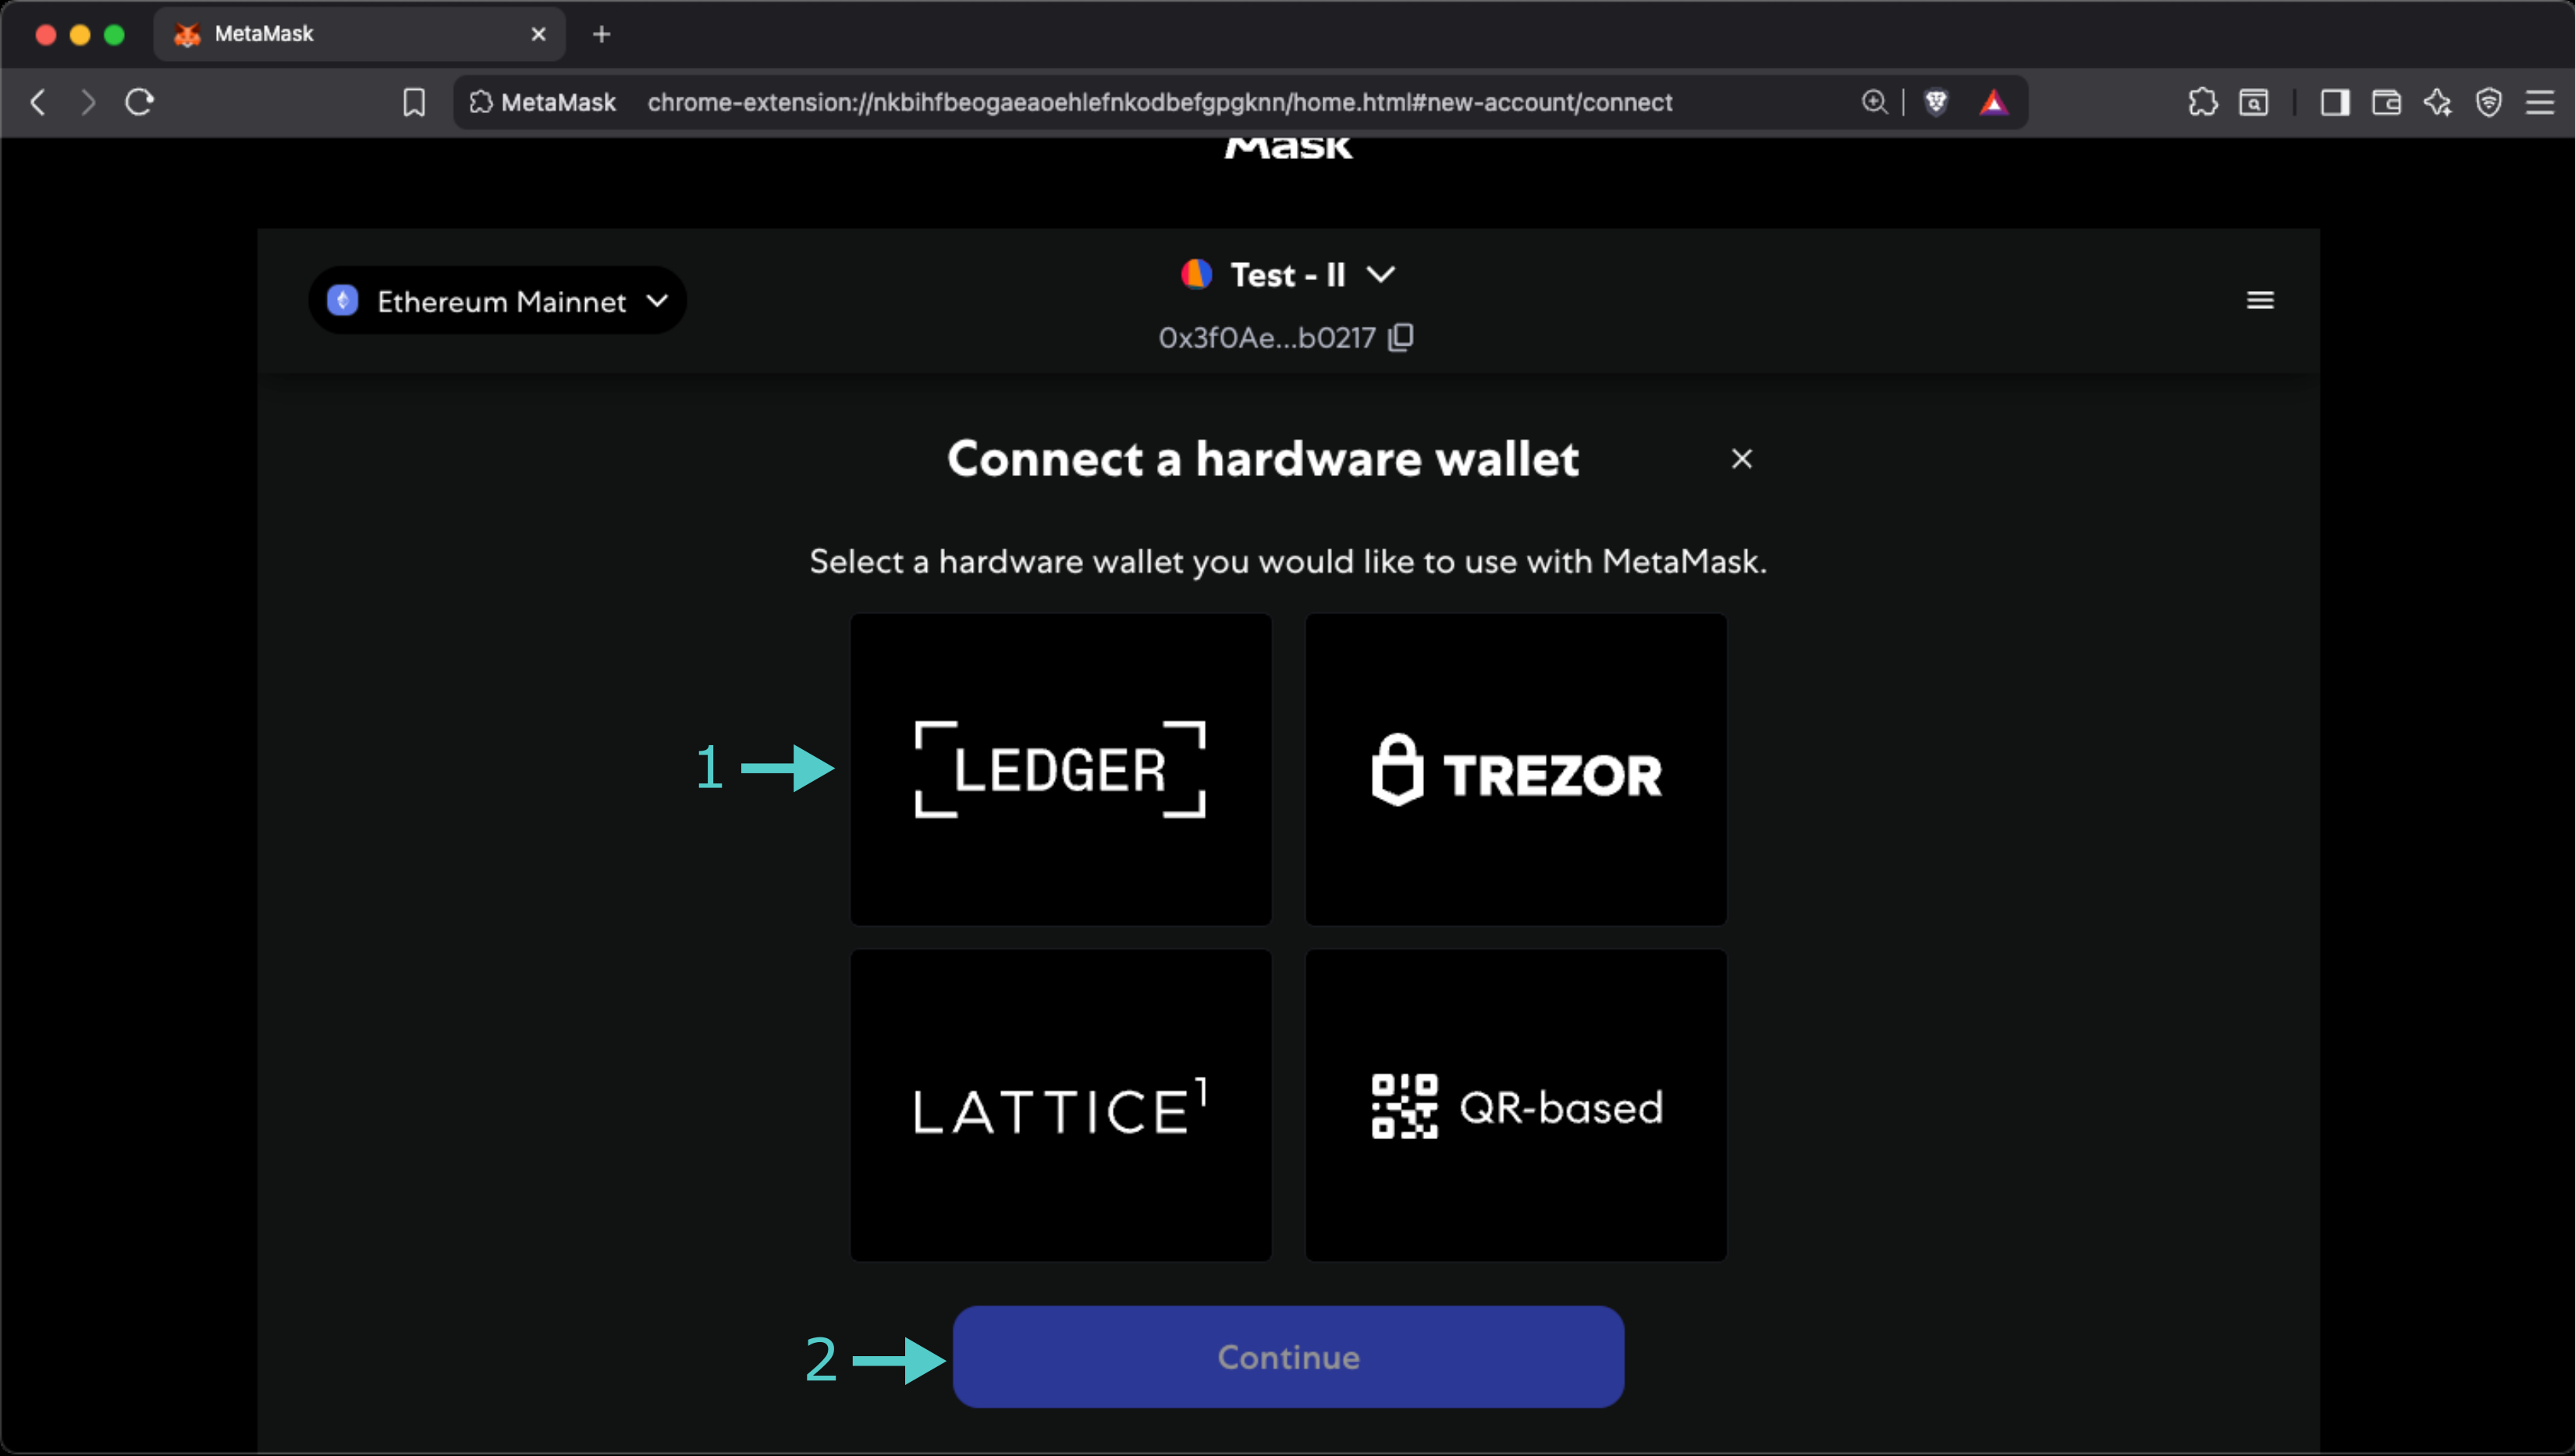 MetaMask
MetaMask chrome-extension://nkbihfbeogaeaoehlefnkodbefgpgknn/home.html#new-account/connect
Mask
Ethereum Mainnet
Test - II
0x3f0Ae...b0217
Connect a hardware wallet
Select a hardware wallet you would like to use with MetaMask.
1
LEDGER
TREZOR
LATTICE1
QR-based
2
Continue